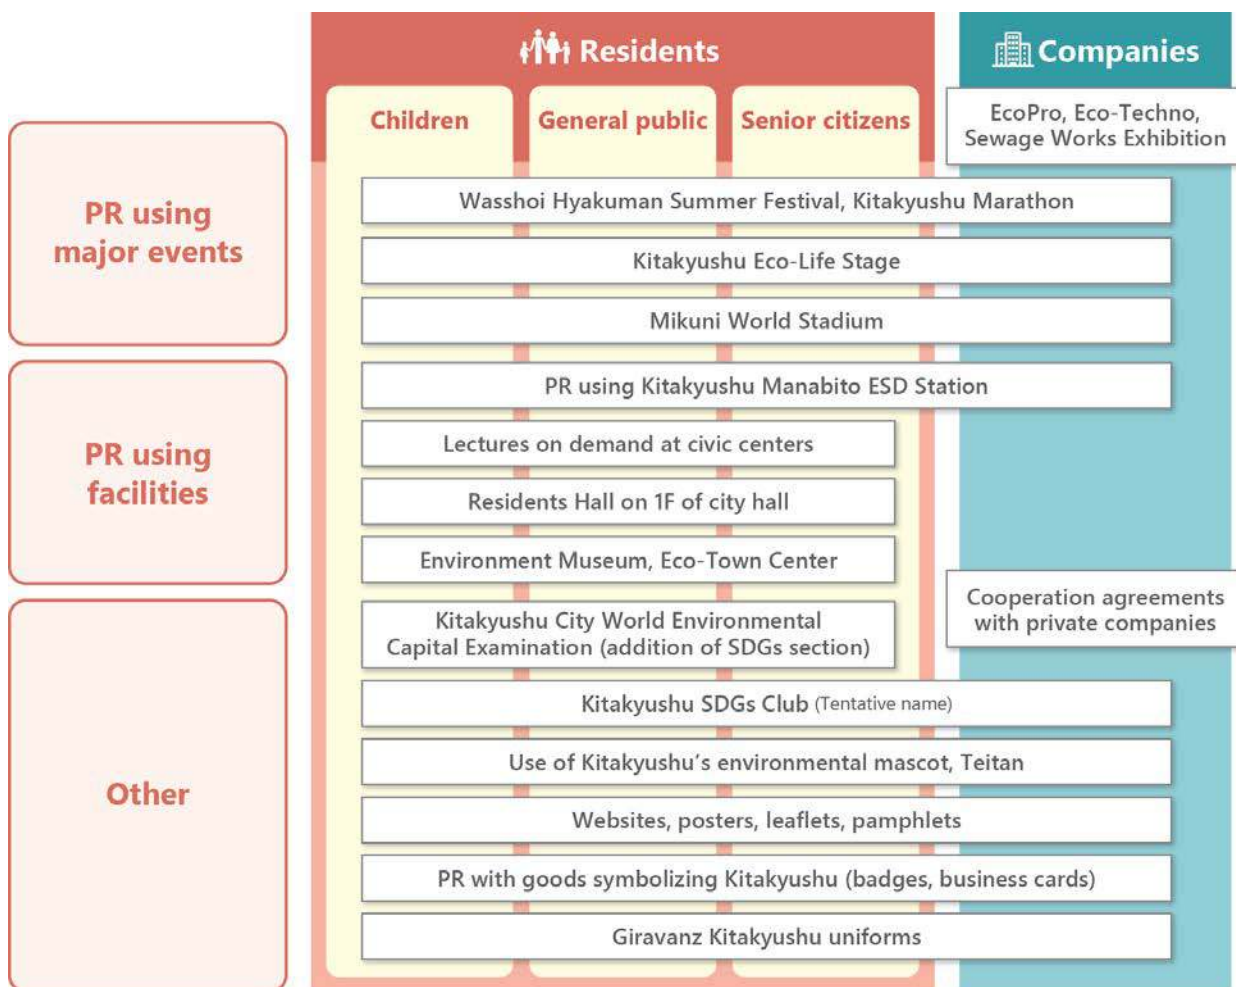 Residents
Companies
Children
General public
Senior citizens
EcoPro, Eco-Techno,
Sewage Works Exhibition
PR using
major events
Wasshoi Hyakuman Summer Festival, Kitakyushu Marathon
Kitakyushu Eco-Life Stage
Mikuni World Stadium
PR using
facilities
PR using Kitakyushu Manabito ESD Station
Lectures on demand at civic centers
Residents Hall on 1F of city hall
Environment Museum, Eco-Town Center
Other
Kitakyushu City World Environmental
Capital Examination (addition of SDGs section)
Cooperation agreements
with private companies
Kitakyushu SDGs Club (Tentative name)
Use of Kitakyushu's environmental mascot, Teitan
Websites, posters, leaflets, pamphlets
PR with goods symbolizing Kitakyushu (badges, business cards)
Giravanz Kitakyushu uniforms